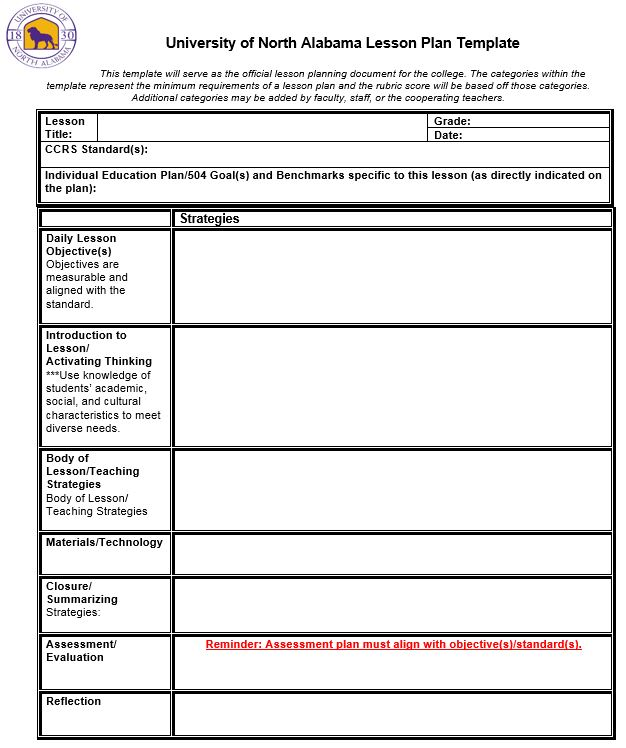 UNIVERSITY OF
18 30
NORTH ALABAMA
University of North Alabama Lesson Plan Template
This template will serve as the official lesson planning document for the college. The categories within the
template represent the minimum requirements of a lesson plan and the rubric score will be based off those categories.
Additional categories may be added by faculty, staff, or the cooperating teachers.
Lesson
Title:
Grade:
Date:
CCRS Standard(s):
Individual Education Plan/504 Goal(s) and Benchmarks specific to this lesson (as directly indicated on
the plan):
Strategies
Daily Lesson
Objective(s)
Objectives are
measurable and
aligned with the
standard.
Introduction to
Lesson/
Activating Thinking
***Use knowledge of
students' academic,
social, and cultural
characteristics to meet
diverse needs.
Body of
Lesson/Teaching
Strategies
Body of Lesson/
Teaching Strategies
Materials/Technology
Closure/
Summarizing
Strategies:
Assessment/
Evaluation
Reminder: Assessment plan must align with objective(s)/standard(s).
Reflection